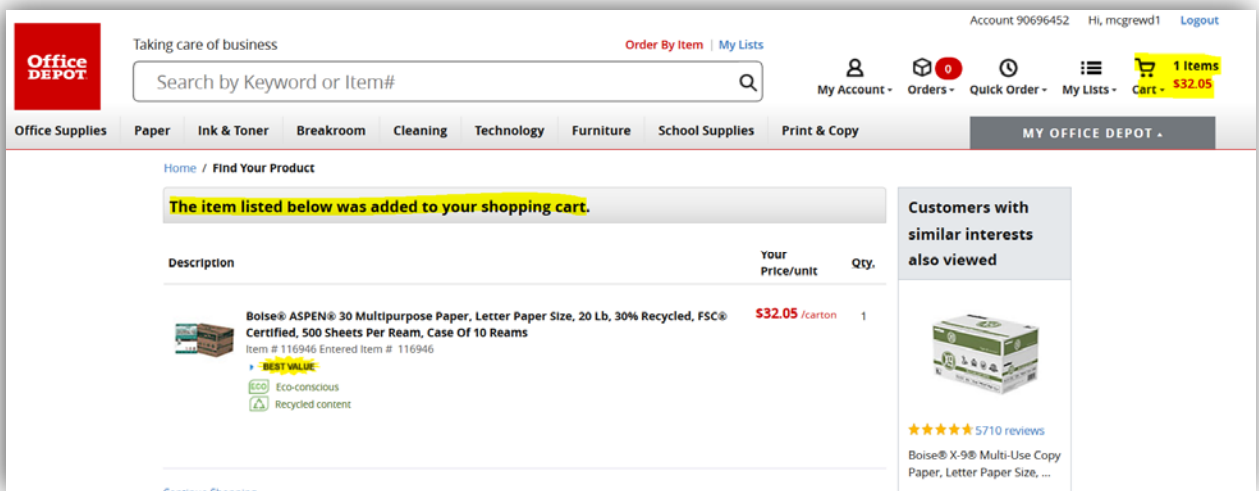 Account 90696452 Hi, mcgrewd1 Logout
Office DEPOT
Taking care of business
Order By Item | My Lists
Search by Keyword or Item#
My Account
Orders
0
Quick Order
My Lists
Cart
1 Items
$32.05
Office Supplies Paper Ink & Toner Breakroom Cleaning Technology Furniture School Supplies Print & Copy
MY OFFICE DEPOT
Home / Find Your Product
The item listed below was added to your shopping cart.
Description
Your
Price/unit
Qty.
Boise® ASPEN® 30 Multipurpose Paper, Letter Paper Size, 20 Lb, 30% Recycled, FSC®
Certified, 500 Sheets Per Ream, Case Of 10 Reams
$32.05 /carton
1
Item # 116946 Entered Item # 116946
BEST VALUE
ECO Eco-conscious
Recycled content
Continue Shopping
Customers with
similar interests
also viewed
5710 reviews
Boise® X-9® Multi-Use Copy
Paper, Letter Paper Size, ...